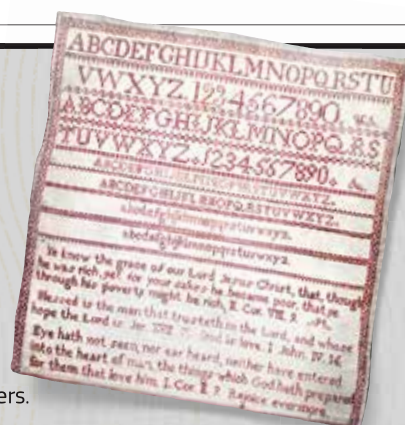 ABCDEFGHIJKLMNOPQRSTU
VWXYZ 1234567890.
ABCDEFGHIJKLMNOPQRS
TUVWXYZ. 1234567890.
ABCDEFGHIJKLMNOPQRSTUVWXYZ.
ABCDEFGHIJKL MNOPQRSTUVWXYZ.
abcdefghijklmnopqrstuvwxyz.
abcdefghijklmnopqrstuvwxyz.
Ye know the grace of our Lord Jesus Christ, that, though
he was rich, yet for your sakes he became poor, that ye
through his poverty might be rich. II. Cor. VIII. 9.
Blessed is the man that trusteth in the Lord, and whose
hope the Lord is. Jer. XVII. 7. God is love. I. John. IV. 16.
Eye hath not seen, nor ear heard, neither have entered
into the heart of man, the things which God hath prepared
for them that love him. I. Cor. II. 9. Rejoice evermore.
ers.